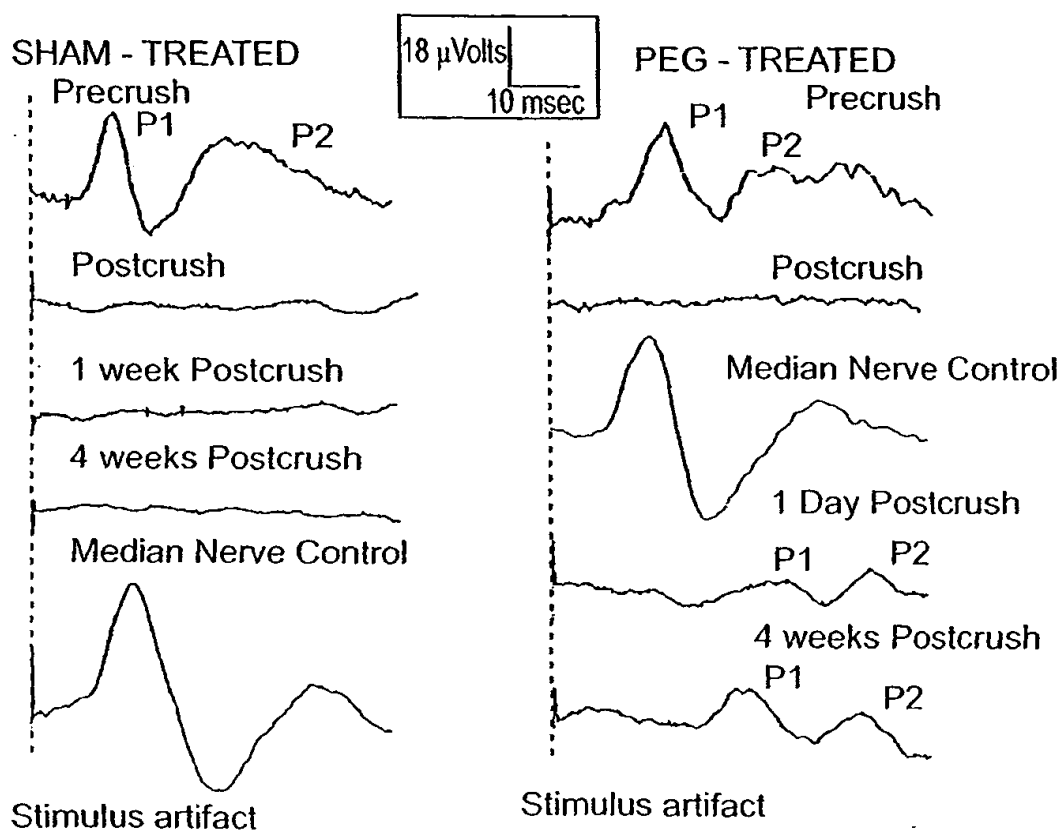 18 µVolts
10 msec
SHAM - TREATED
Precrush
P1
P2
Postcrush
1 week Postcrush
4 weeks Postcrush
Median Nerve Control
Stimulus artifact
PEG - TREATED
Precrush
P1
P2
Postcrush
Median Nerve Control
1 Day Postcrush
P1
P2
4 weeks Postcrush
P1
P2
Stimulus artifact